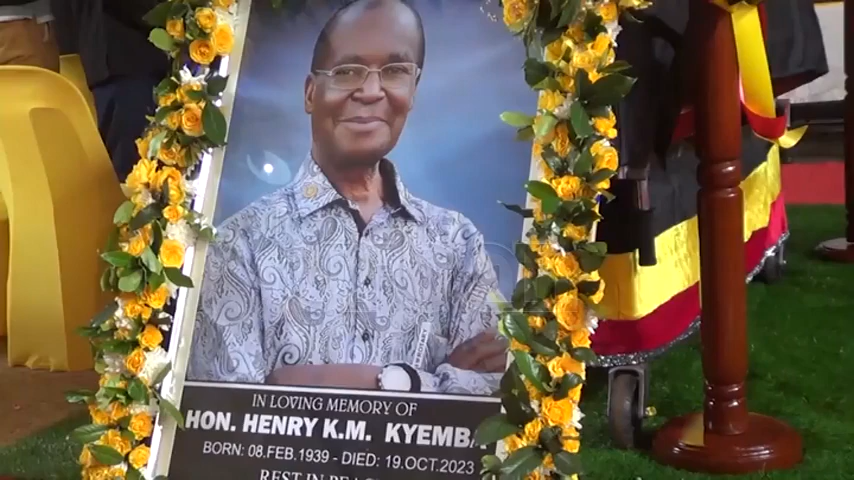 IN LOVING MEMORY OF
HON. HENRY K.M. KYEMBA
BORN: 08.FEB.1939 - DIED: 19.OCT.2023
REST IN PEACE